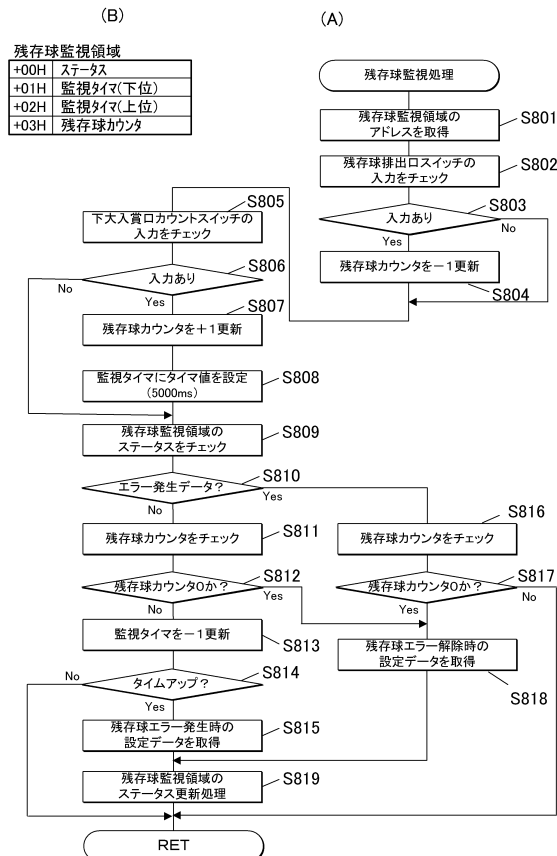 (B)
(A)
残存球監視領域
+00H ステータス
+01H 監視タイマ(下位)
+02H 監視タイマ(上位)
+03H 残存球カウンタ
残存球監視処理
残存球監視領域の
アドレスを取得
S801
残存球排出口スイッチの
入力をチェック
S802
入力あり
S803
Yes
No
残存球カウンタを－1更新
S804
下大入賞口カウントスイッチの
入力をチェック
S805
入力あり
S806
No
Yes
残存球カウンタを＋1更新
S807
監視タイマにタイマ値を設定
(5000ms)
S808
残存球監視領域の
ステータスをチェック
S809
エラー発生データ？
S810
Yes
No
残存球カウンタをチェック
S811
残存球カウンタをチェック
S816
残存球カウンタ0か？
S812
Yes
No
残存球カウンタ0か？
S817
Yes
No
監視タイマを－1更新
S813
残存球エラー解除時の
設定データを取得
S818
タイムアップ？
S814
No
Yes
残存球エラー発生時の
設定データを取得
S815
残存球監視領域の
ステータス更新処理
S819
RET